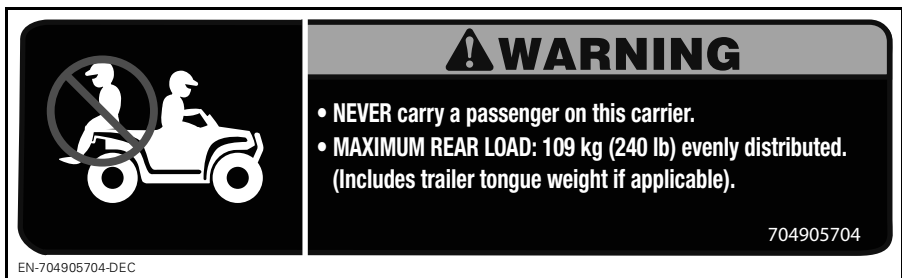 WARNING
• NEVER carry a passenger on this carrier.
• MAXIMUM REAR LOAD: 109 kg (240 lb) evenly distributed.
(Includes trailer tongue weight if applicable).
704905704
EN-704905704-DEC